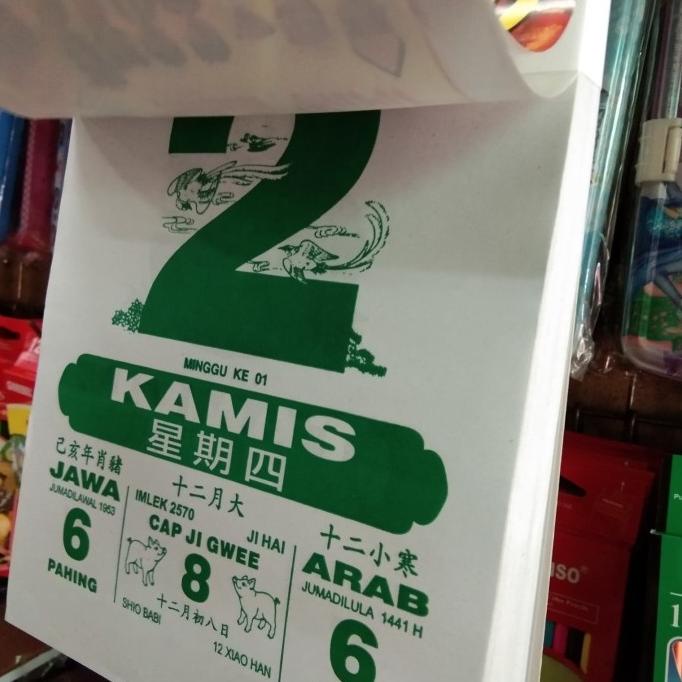 2
MINGGU KE 01
KAMIS
星期四
己亥年肖豬
JAWA
JUMADILAWAL 1953
6
PAHING
十二月大
IMLEK 2570
JI HAI
CAP JI GWEE
8
十二月初八日
SHIO BABI
12 XIAO HAN
十二小寒
ARAB
JUMADILULA 1441 H
6